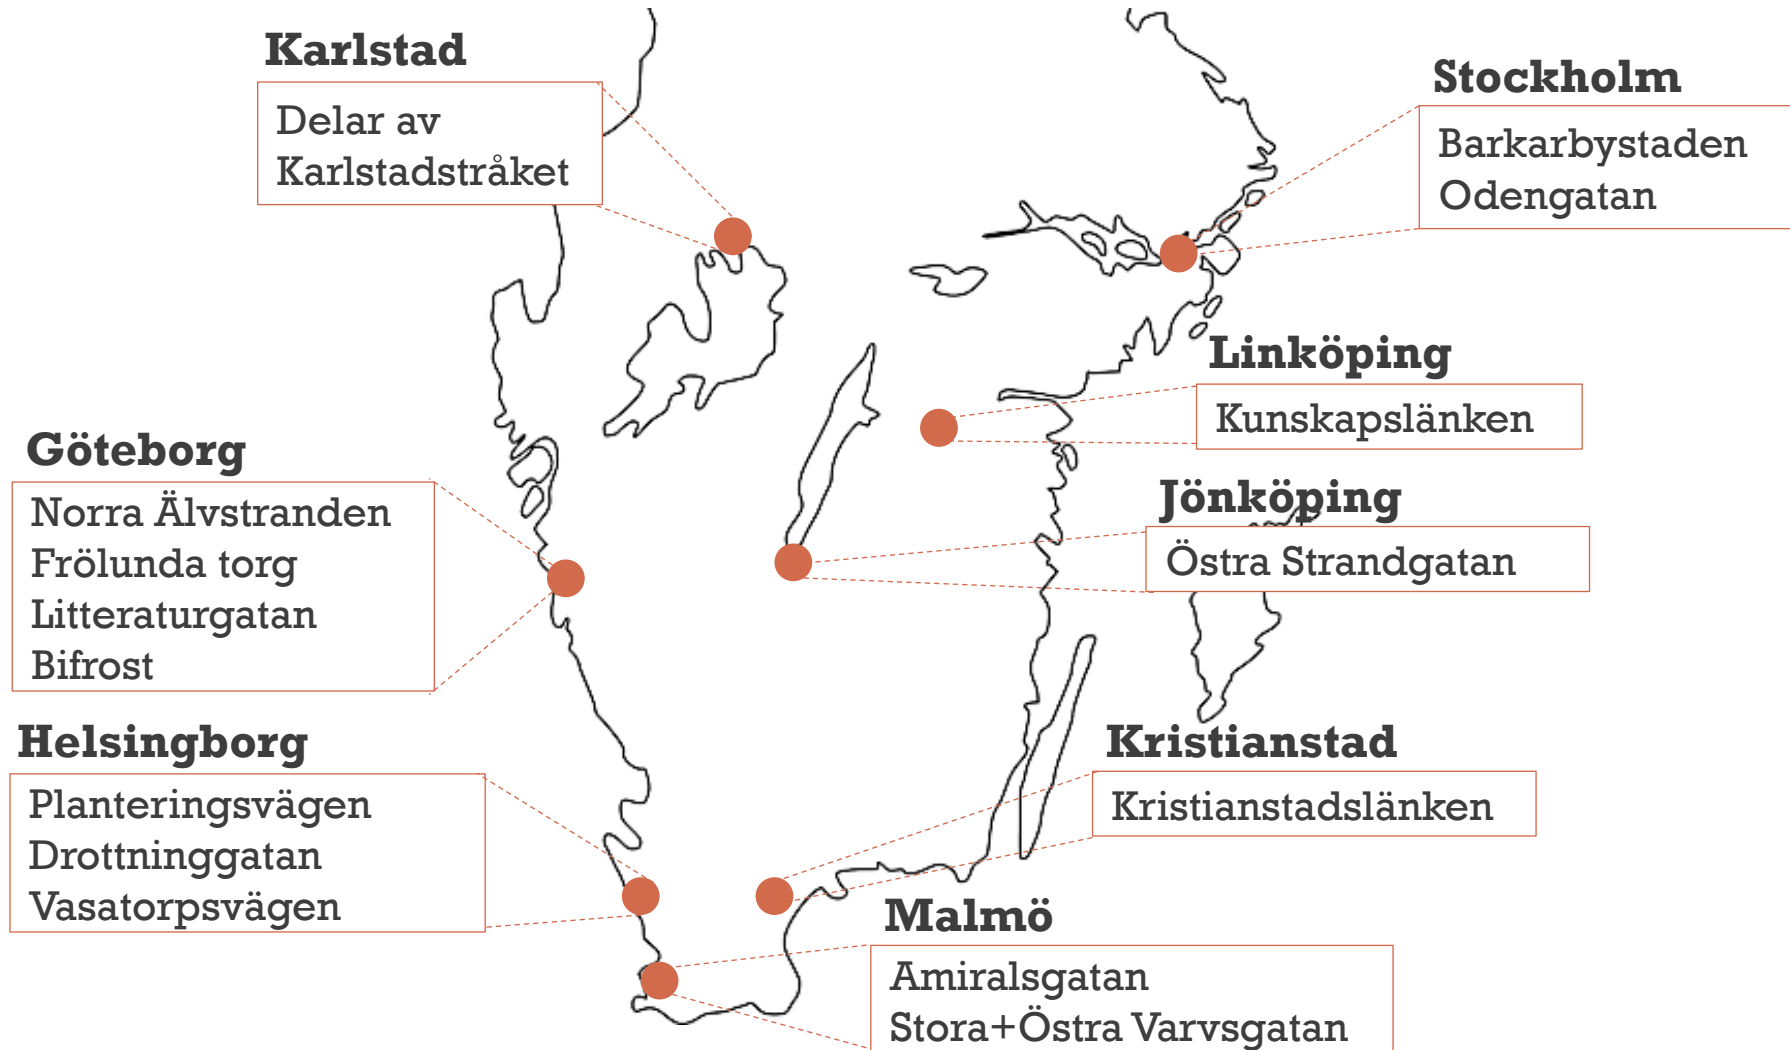 Karlstad
Delar av
Karlstadstråket
Stockholm
Barkarbystaden
Odengatan
Linköping
Kunskapslänken
Göteborg
Norra Älvstranden
Frölunda torg
Litteraturgatan
Bifrost
Jönköping
Östra Strandgatan
Helsingborg
Planteringsvägen
Drottninggatan
Vasatorpsvägen
Kristianstad
Kristianstadslänken
Malmö
Amiralsgatan
Stora+Östra Varvsgatan